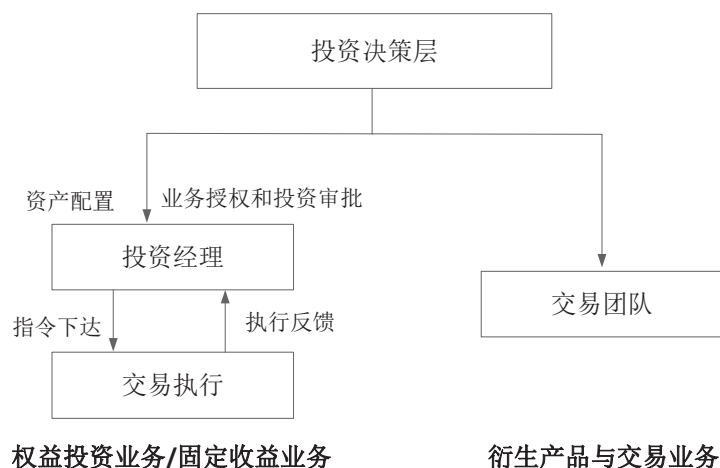 投资决策层
资产配置
业务授权和投资审批
投资经理
交易团队
指令下达
执行反馈
交易执行
权益投资业务/固定收益业务
衍生产品与交易业务